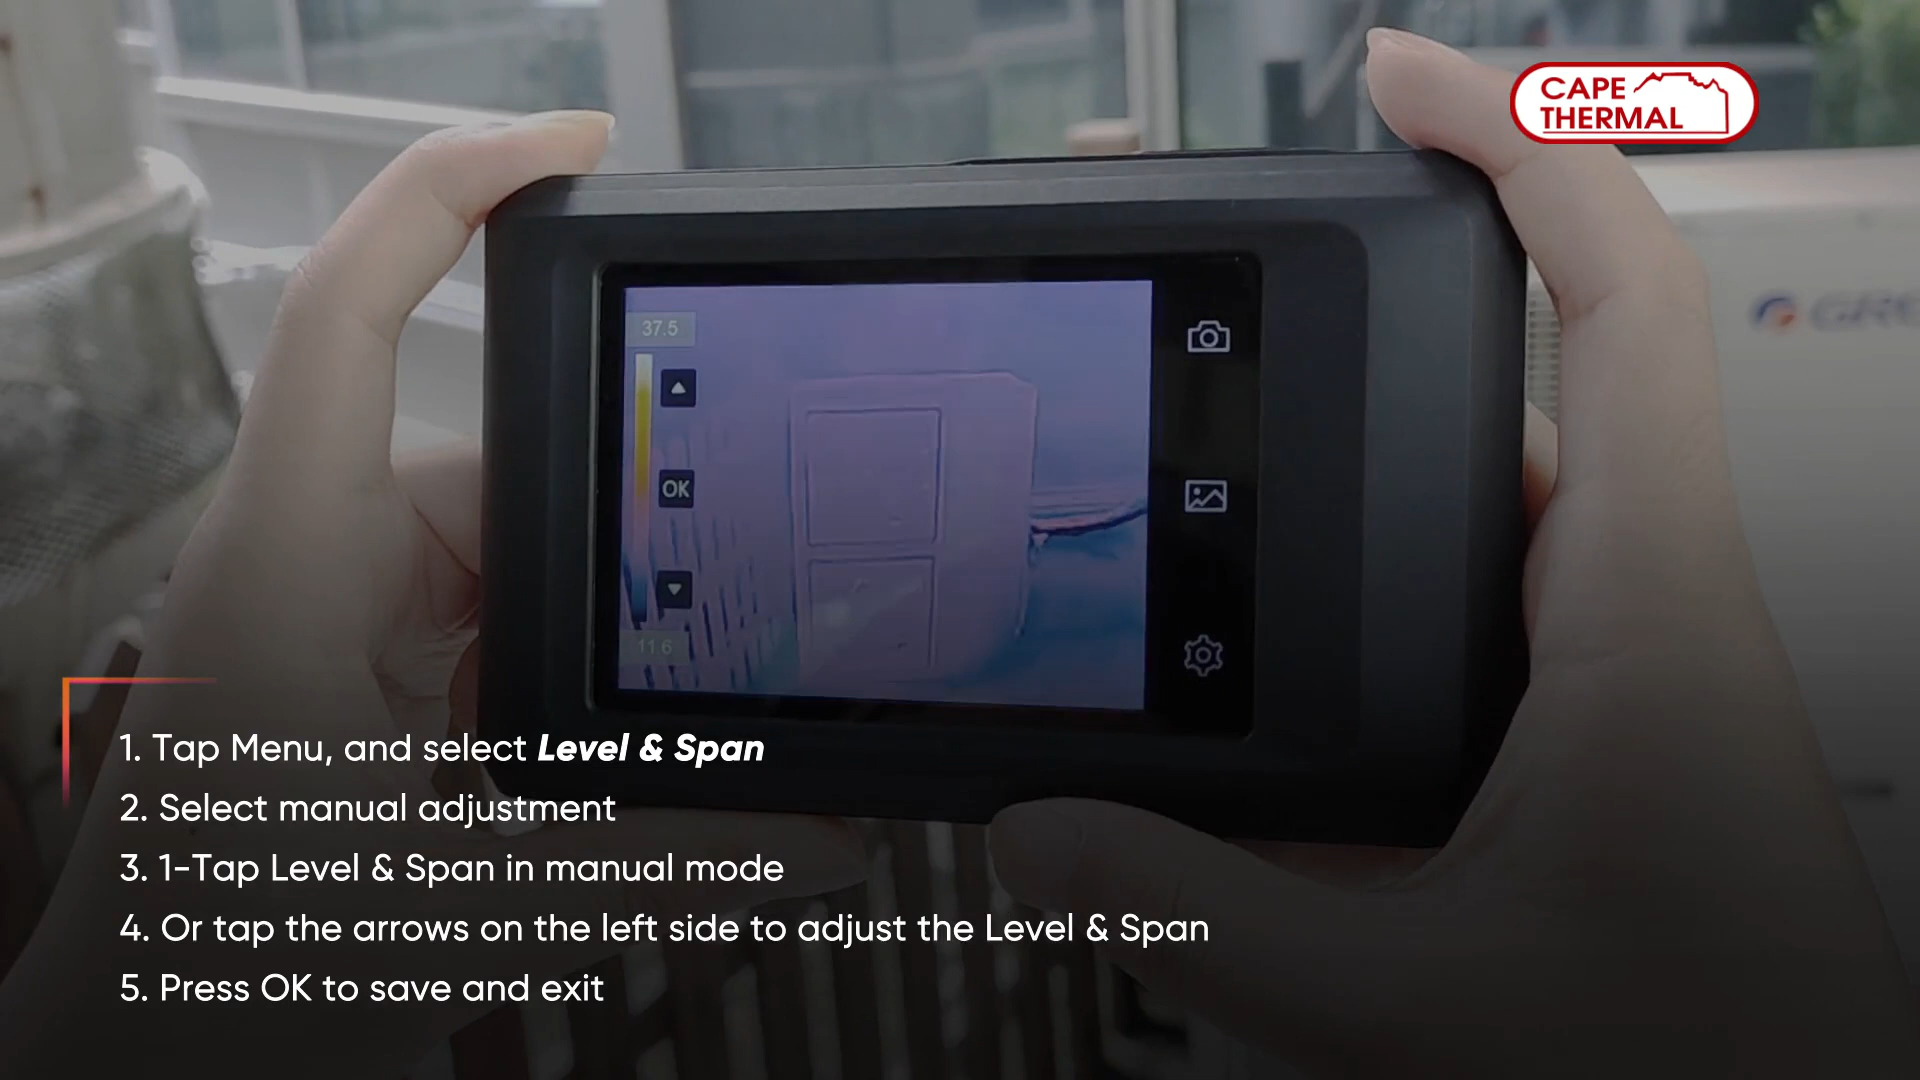 CAPE
THERMAL
37.5
OK
11.6
1. Tap Menu, and select Level & Span
2. Select manual adjustment
3. 1-Tap Level & Span in manual mode
4. Or tap the arrows on the left side to adjust the Level & Span
5. Press OK to save and exit